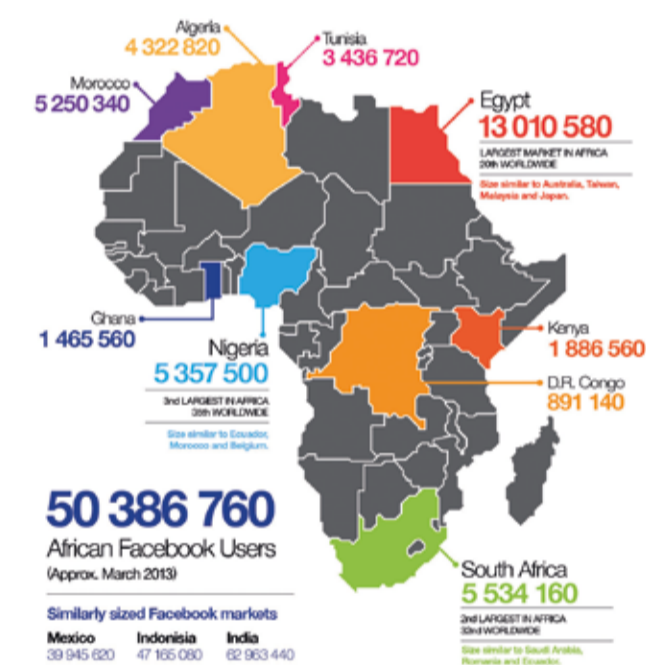 Algeria
4 322 820
Tunisia
3 436 720
Morocco
5 250 340
Egypt
13 010 580
LARGEST MARKET IN AFRICA
20th WORLDWIDE
Size similar to Australia, Taiwan,
Malaysia and Japan.
Ghana
1 465 560
Nigeria
5 357 500
3nd LARGEST IN AFRICA
35th WORLDWIDE
Size similar to Ecuador,
Morocco and Belgium.
Kenya
1 886 560
D.R. Congo
891 140
50 386 760
African Facebook Users
(Approx. March 2013)
Similarly sized Facebook markets
Mexico Indonisia India
39 945 620 47 165 080 62 963 440
South Africa
5 534 160
2nd LARGEST IN AFRICA
32nd WORLDWIDE
Size similar to Saudi Arabia,
Romania and Ecuador.